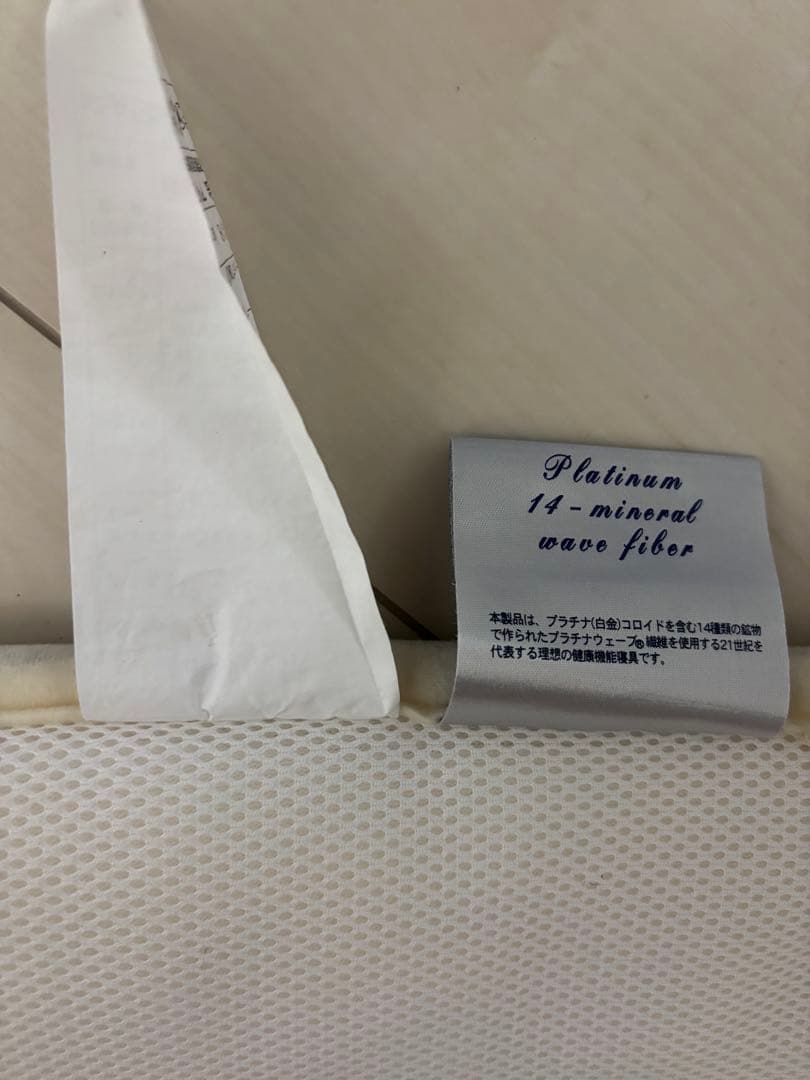 Platinum
14-mineral
wave fiber
本製品は、プラチナ(白金)コロイドを含む14種類の鉱物
で作られたプラチナウェーブ®繊維を使用する21世紀を
代表する理想の健康機能寝具です。